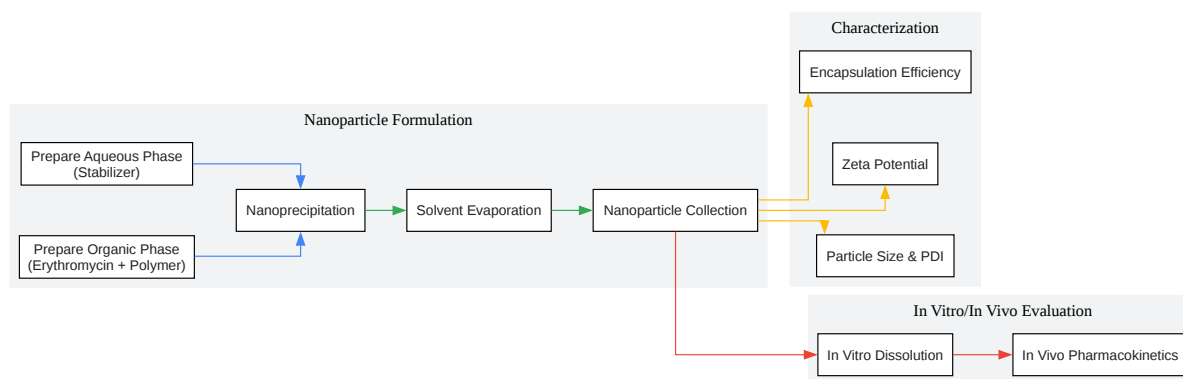 Nanoparticle Formulation
Prepare Aqueous Phase
(Stabilizer)
Prepare Organic Phase
(Erythromycin + Polymer)
Nanoprecipitation
Solvent Evaporation
Nanoparticle Collection
Characterization
Encapsulation Efficiency
Zeta Potential
Particle Size & PDI
In Vitro/In Vivo Evaluation
In Vitro Dissolution
In Vivo Pharmacokinetics